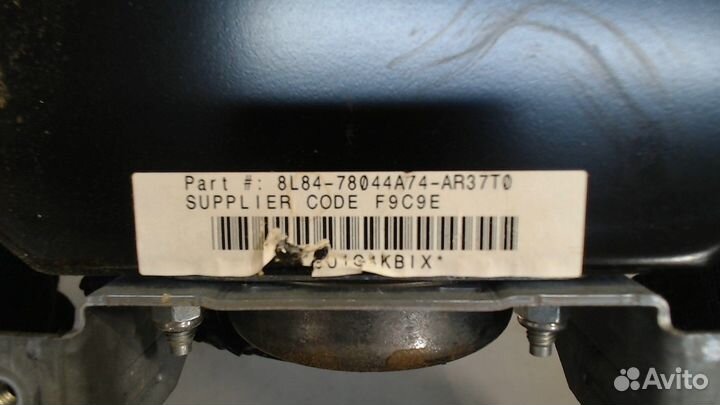 Part #: 8L84-78044A74-AR37T0
SUPPLIER CODE F9C9E
Avito